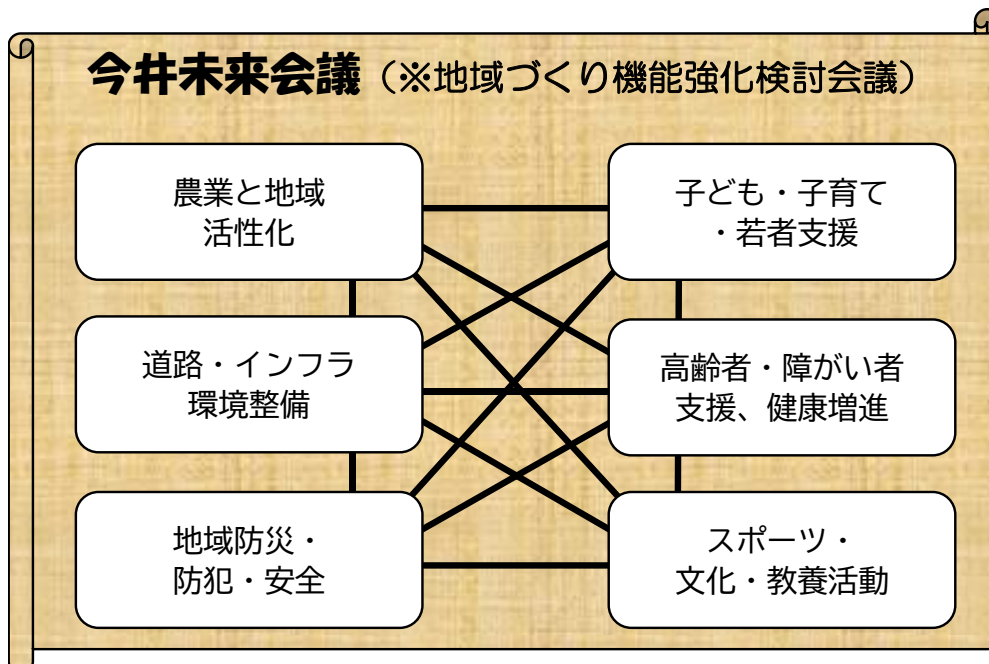 今井未来会議（※地域づくり機能強化検討会議）
農業と地域
活性化
子ども・子育て
・若者支援
道路・インフラ
環境整備
高齢者・障がい者
支援、健康増進
地域防災・
防犯・安全
スポーツ・
文化・教養活動